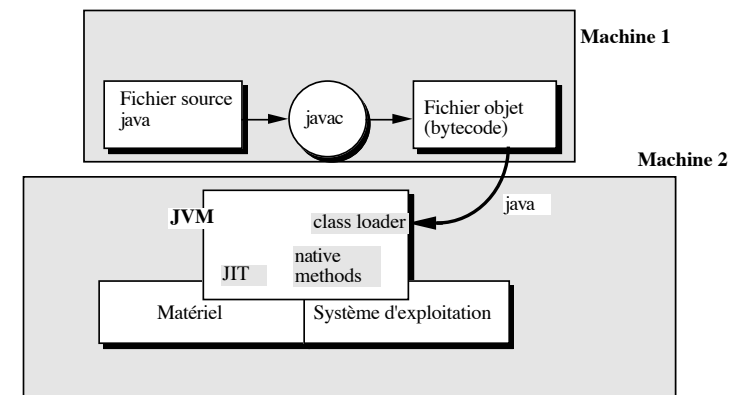 Machine 1
Fichier source
java
javac
Fichier objet
(bytecode)
Machine 2
java
JVM
class loader
native
methods
JIT
Matériel
Système d'exploitation